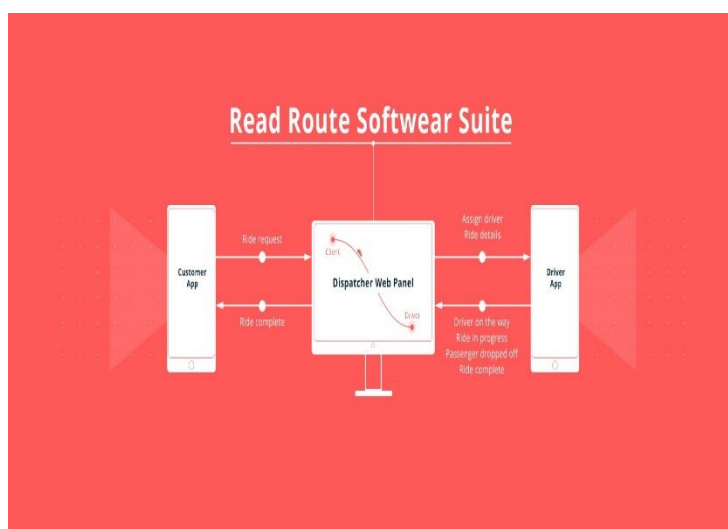 Read Route Softwear Suite
Customer
App
Ride request
Ride complete
Client
Dispatcher Web Panel
Driver
Assign driver
Ride details
Driver on the way
Ride in progress
Passenger dropped off
Ride complete
Driver
App